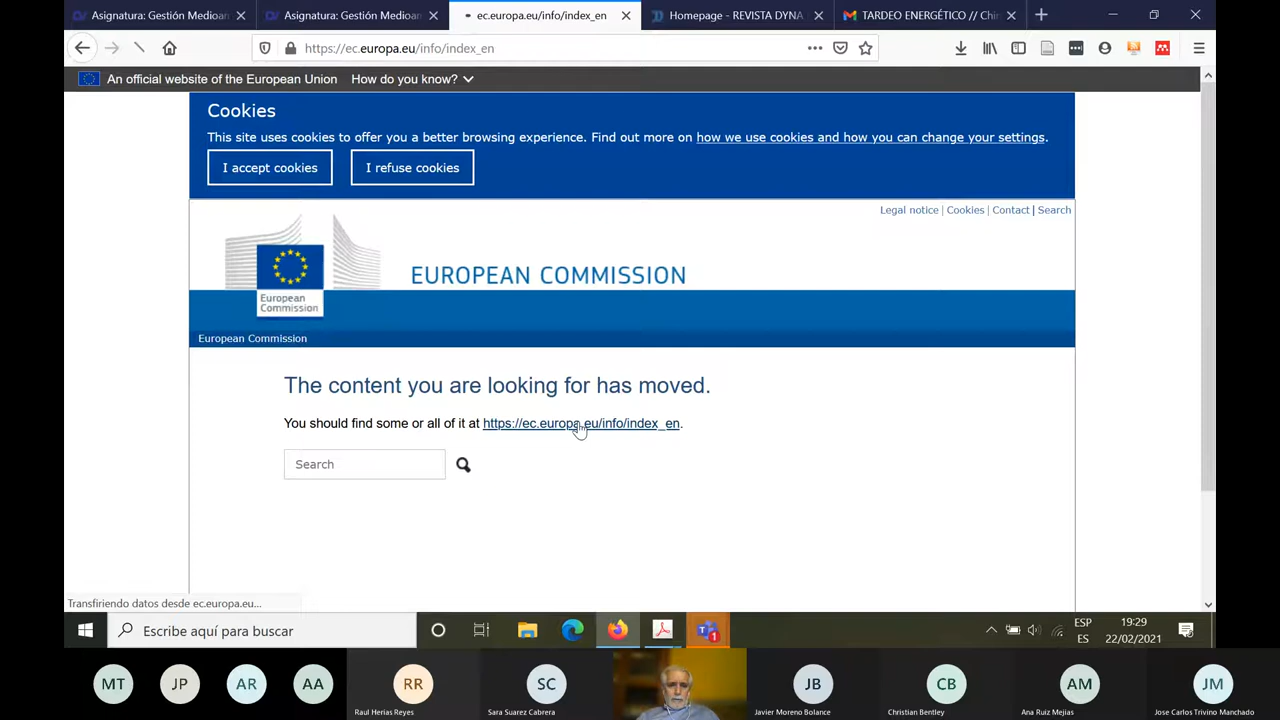 Asignatura: Gestión Medioam
Asignatura: Gestión Medioam
ec.europa.eu/info/index_en
Homepage - REVISTA DYNA
TARDEO ENERGÉTICO // Chi
https://ec.europa.eu/info/index_en
An official website of the European Union How do you know?
Cookies
This site uses cookies to offer you a better browsing experience. Find out more on how we use cookies and how you can change your settings.
I accept cookies I refuse cookies
Legal notice | Cookies | Contact | Search
EUROPEAN COMMISSION
European
Commission
European Commission
The content you are looking for has moved.
You should find some or all of it at https://ec.europa.eu/info/index_en.
Search
Transfiriendo datos desde ec.europa.eu...
Escribe aquí para buscar
1
ESP
ES
19:29
22/02/2021
MT JP AR AA RR SC JB CB AM JM
Raul Herias Reyes Sara Suarez Cabrera Javier Moreno Bolance Christian Bentley Ana Ruiz Mejias Jose Carlos Trivino Manchado